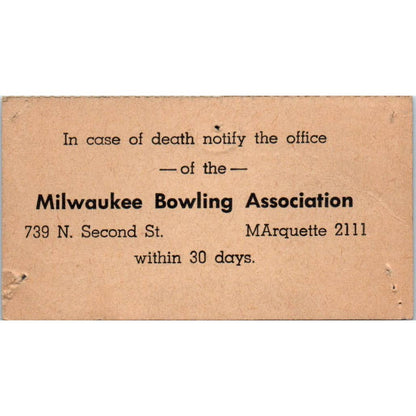 In case of death notify the office
—of the—
Milwaukee Bowling Association
739 N. Second St. MArquette 2111
within 30 days.